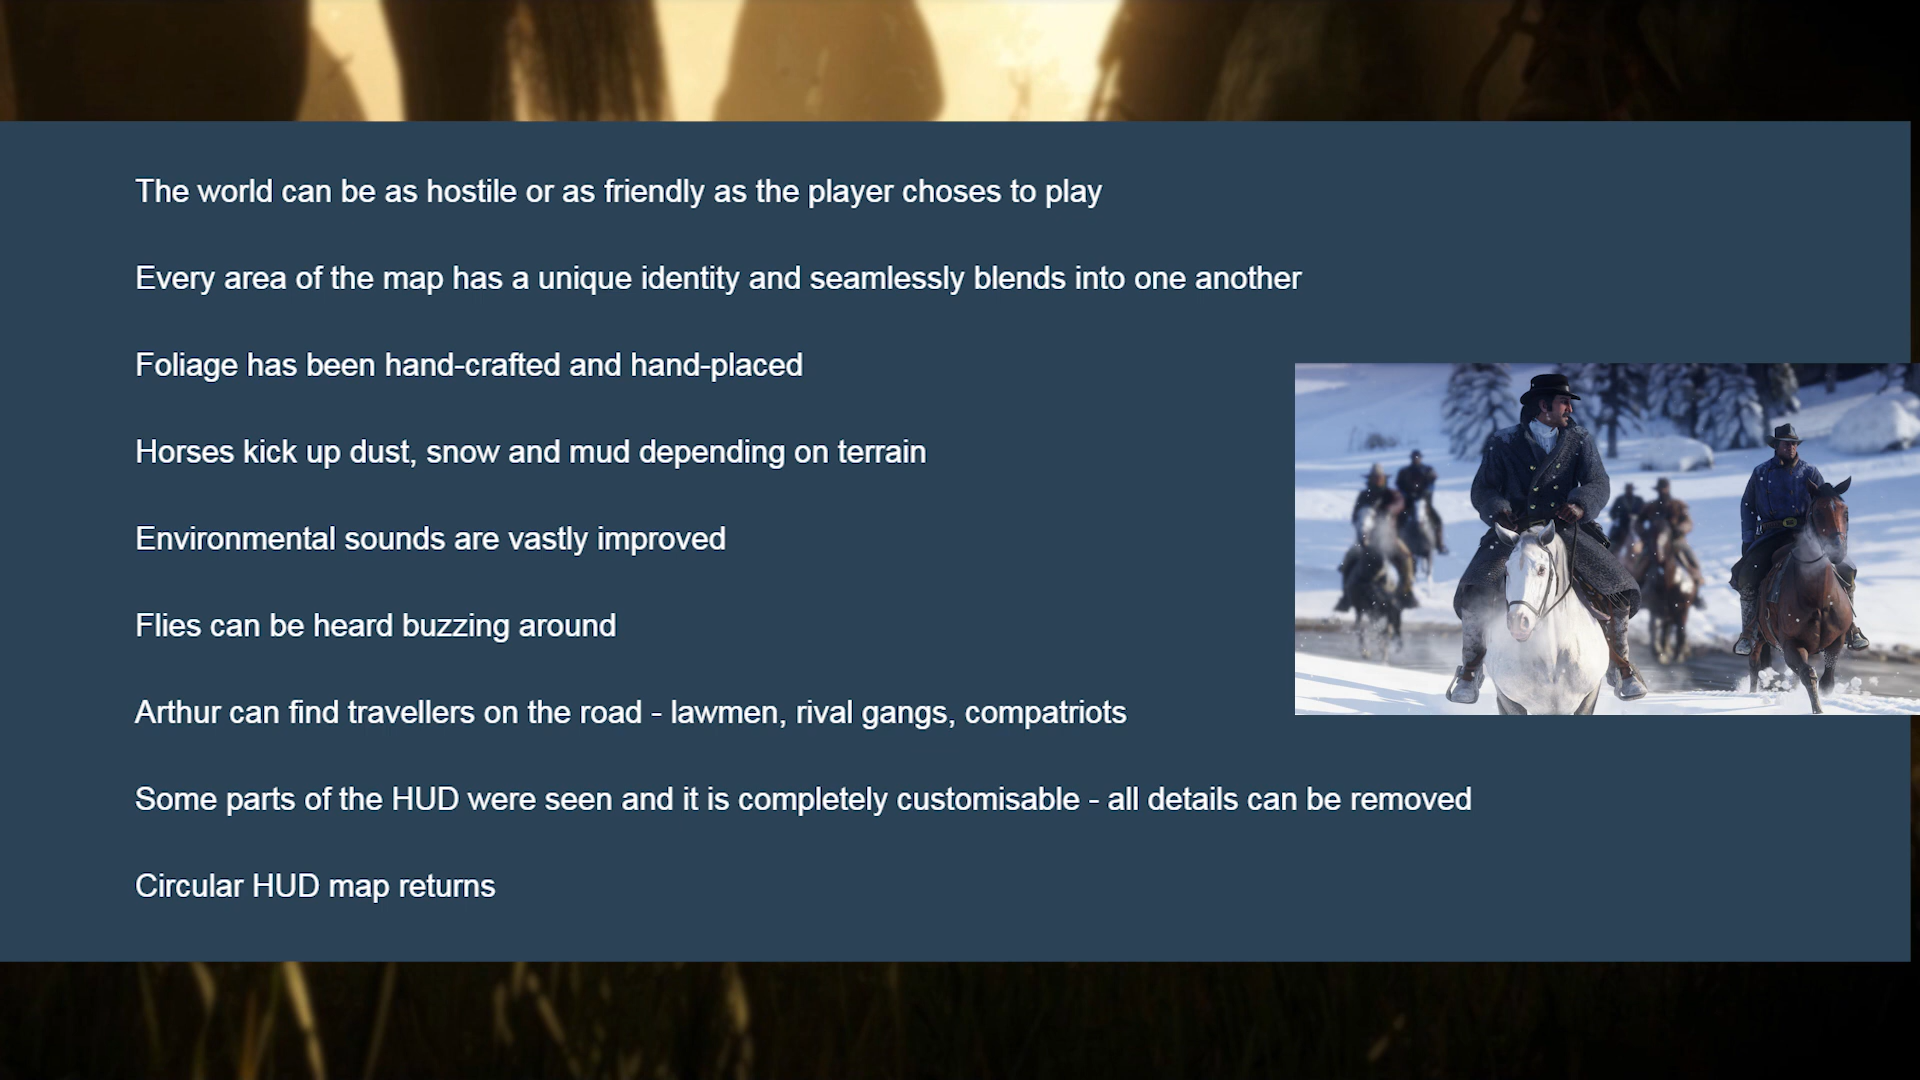 The world can be as hostile or as friendly as the player choses to play
Every area of the map has a unique identity and seamlessly blends into one another
Foliage has been hand-crafted and hand-placed
Horses kick up dust, snow and mud depending on terrain
Environmental sounds are vastly improved
Flies can be heard buzzing around
Arthur can find travellers on the road - lawmen, rival gangs, compatriots
Some parts of the HUD were seen and it is completely customisable - all details can be removed
Circular HUD map returns